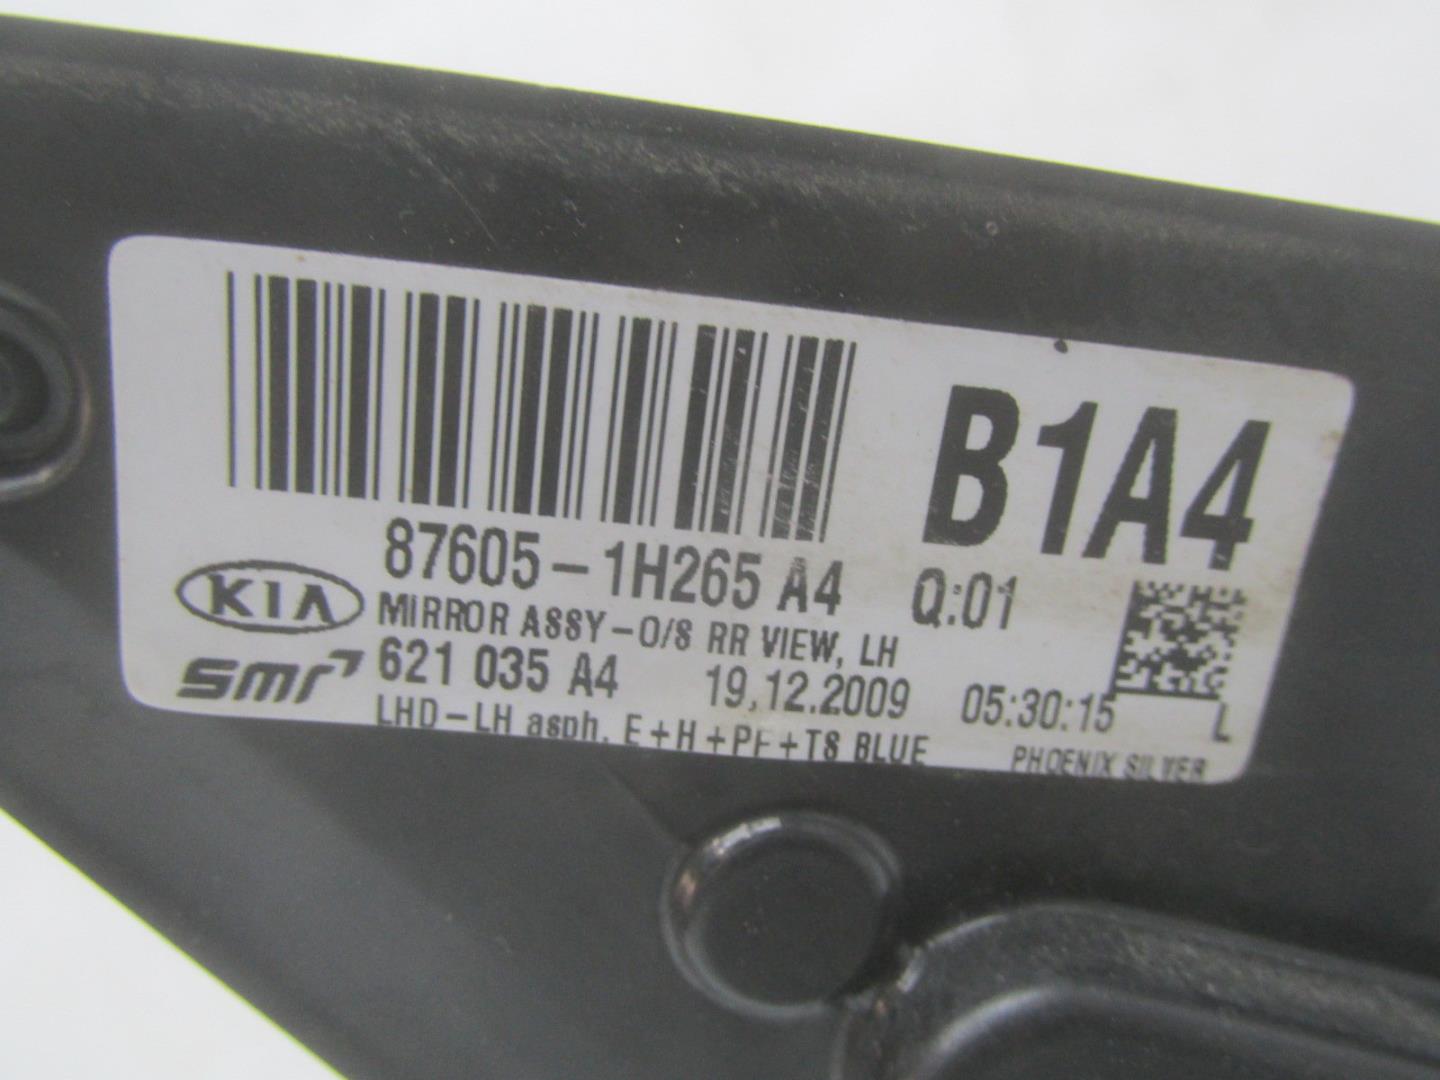 B1A4
87605-1H265 A4 Q:01
KIA MIRROR ASSY-O/S RR VIEW, LH
smr 621 035 A4 19.12.2009 05:30:15 L
LHD-LH asph. E+H+PF+TS BLUE PHOENIX SILVER